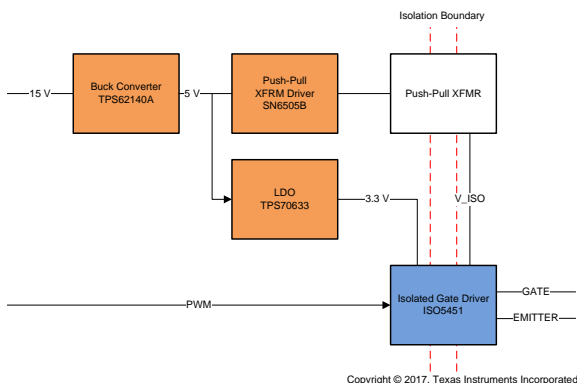 Isolation Boundary
15 V
Buck Converter
TPS62140A
5 V
Push-Pull
XFRM Driver
SN6505B
Push-Pull XFMR
LDO
TPS70633
3.3 V
V_ISO
PWM
Isolated Gate Driver
ISO5451
GATE
EMITTER
Copyright © 2017, Texas Instruments Incorporated